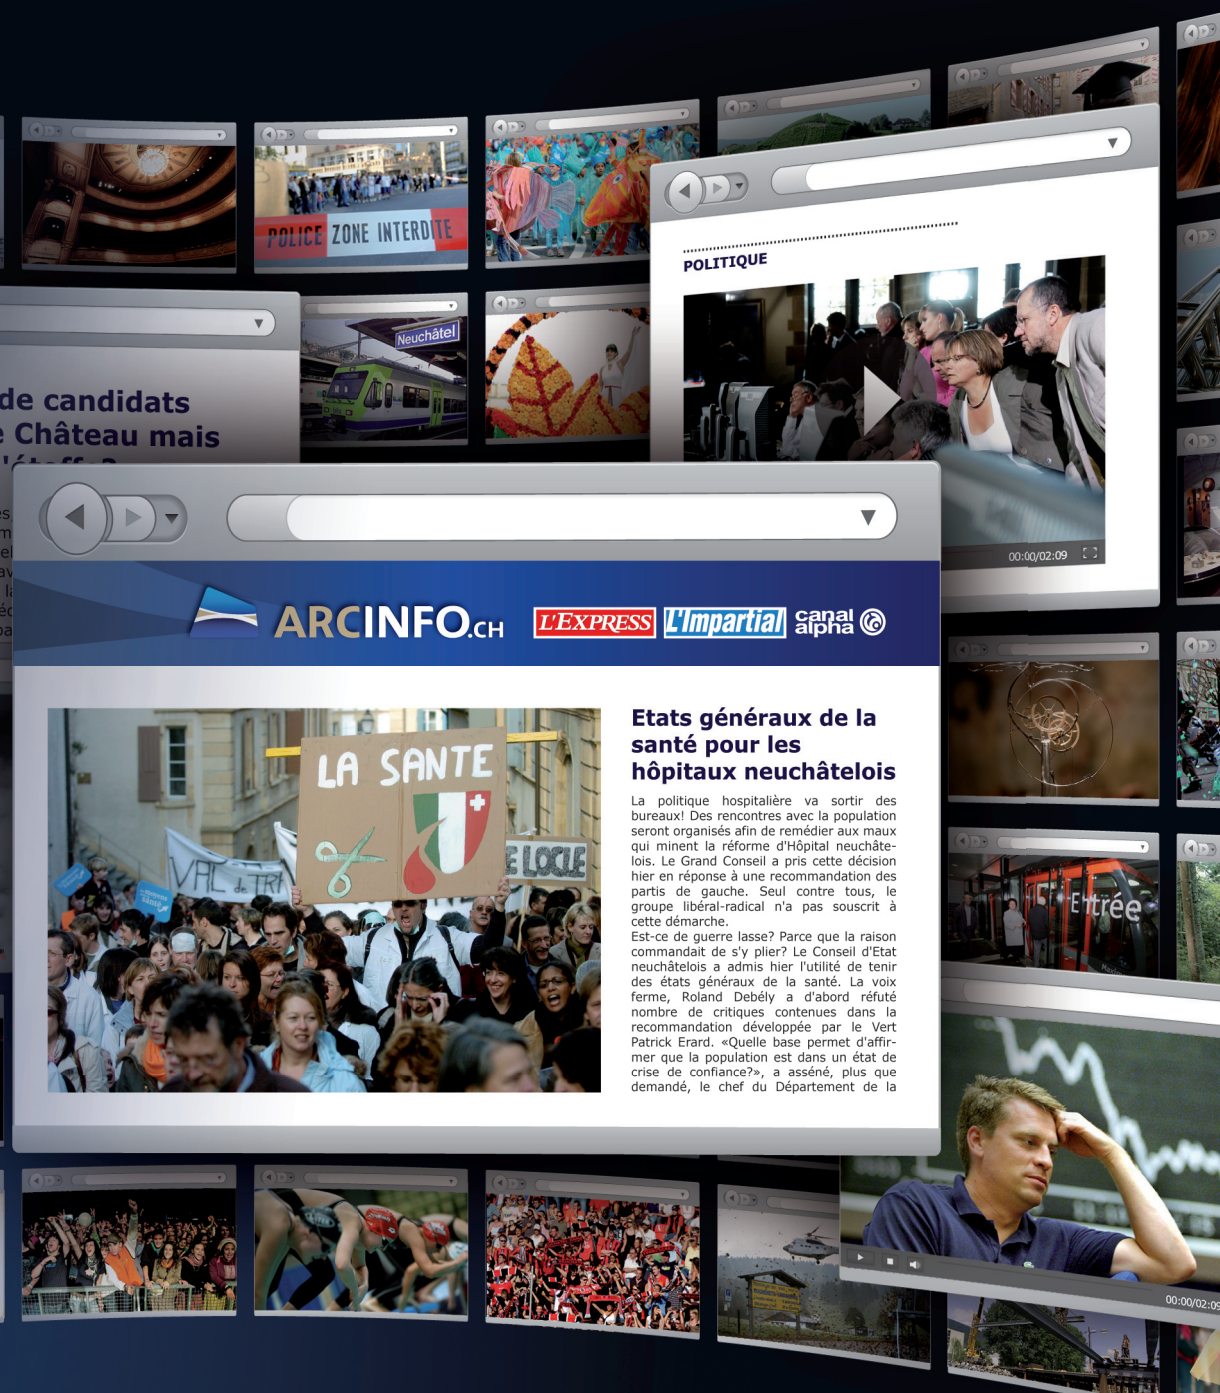 POLICE ZONE INTERDITE
Neuchâtel
POLITIQUE
00:00/02:09
de candidats
Château mais
ARCINFO.CH L'EXPRESS L'Impartial canal alpha
LA SANTE
VAL de TRA
LE LOCLE
Etats généraux de la
santé pour les
hôpitaux neuchâtelois
La politique hospitalière va sortir des
bureaux! Des rencontres avec la population
seront organisés afin de remédier aux maux
qui minent la réforme d'Hôpital neuchâte-
lois. Le Grand Conseil a pris cette décision
hier en réponse à une recommandation des
partis de gauche. Seul contre tous, le
groupe libéral-radical n'a pas souscrit à
cette démarche.
Est-ce de guerre lasse? Parce que la raison
commandait de s'y plier? Le Conseil d'Etat
neuchâtelois a admis hier l'utilité de tenir
des états généraux de la santé. La voix
ferme, Roland Debély a d'abord réfuté
nombre de critiques contenues dans la
recommandation développée par le Vert
Patrick Erard. «Quelle base permet d'affir-
mer que la population est dans un état de
crise de confiance?», a asséné, plus que
demandé, le chef du Département de la
Entrée
00:00/02:09